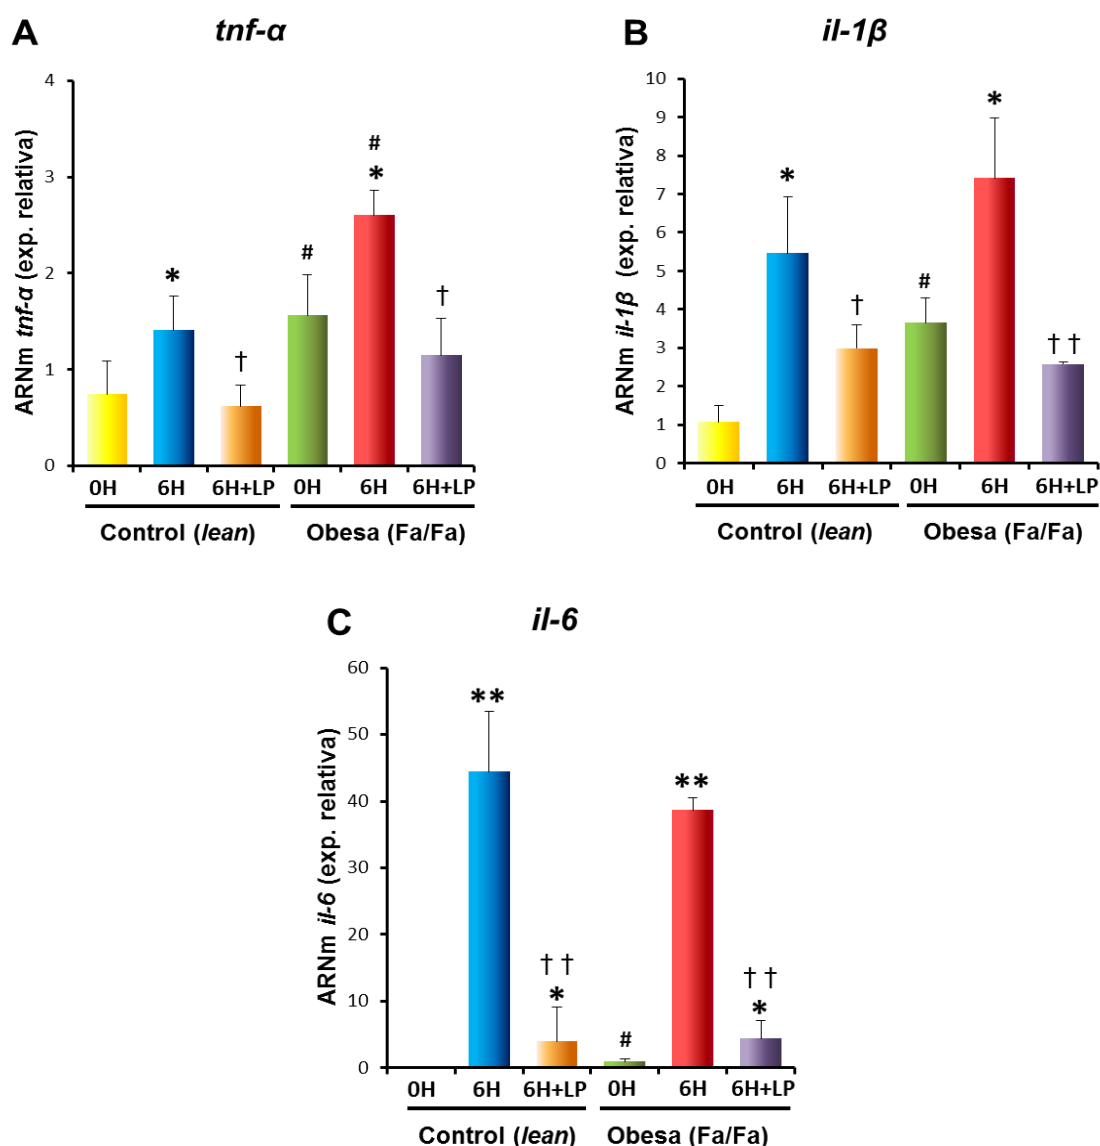 A
tnf-α
ARNm tnf-α (exp. relativa)
4
3
2
1
0
*
†
#
#
*
†
0H 6H 6H+LP 0H 6H 6H+LP
Control (lean) Obesa (Fa/Fa)
B
il-1β
ARNm il-1β (exp. relativa)
10
9
8
7
6
5
4
3
2
1
0
*
†
#
*
† †
0H 6H 6H+LP 0H 6H 6H+LP
Control (lean) Obesa (Fa/Fa)
C
il-6
ARNm il-6 (exp. relativa)
60
50
40
30
20
10
0
**
† †
*
#
**
† †
*
0H 6H 6H+LP 0H 6H 6H+LP
Control (lean) Obesa (Fa/Fa)